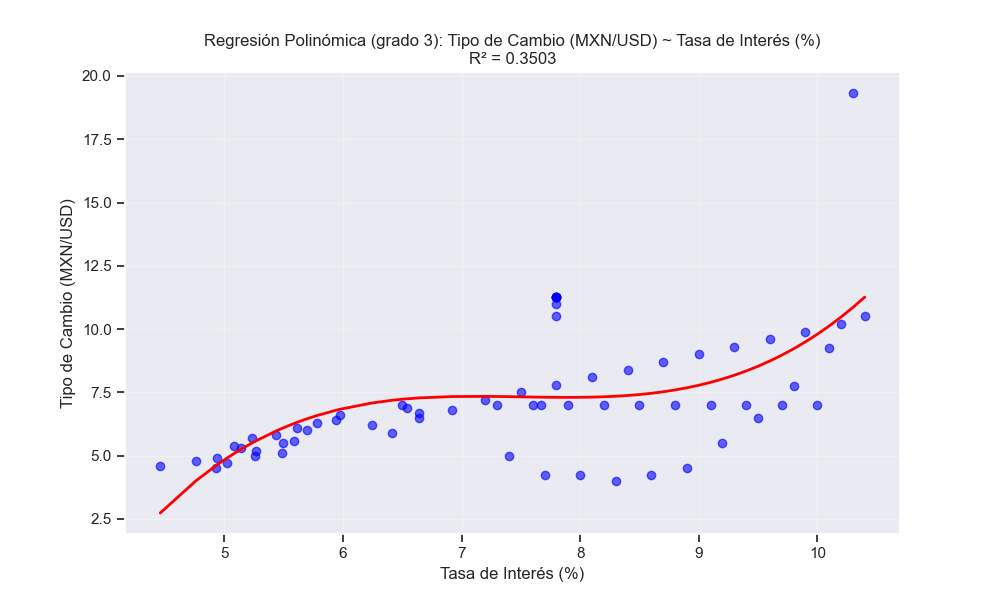 Regresión Polinómica (grado 3): Tipo de Cambio (MXN/USD) ~ Tasa de Interés (%)
R² = 0.3503
Tipo de Cambio (MXN/USD)
20.0
17.5
15.0
12.5
10.0
7.5
5.0
2.5
5 6 7 8 9 10
Tasa de Interés (%)